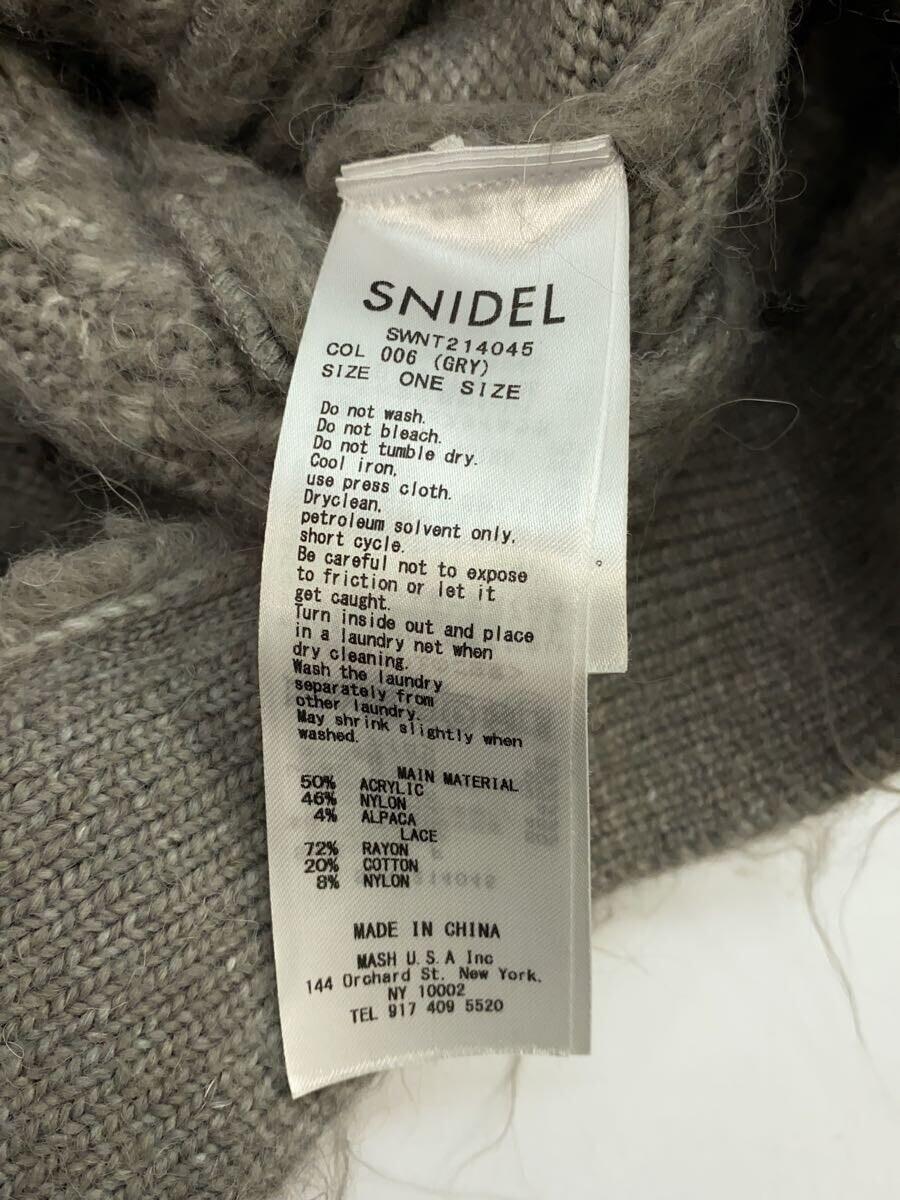 SNIDEL
SWNT214045
COL 006 (GRY)
SIZE ONE SIZE
Do not wash.
Do not bleach.
Do not tumble dry.
Cool iron,
use press cloth.
Dryclean,
petroleum solvent only,
short cycle.
Be careful not to expose
to friction or let it
get caught.
Turn inside out and place
in a laundry net when
dry cleaning.
Wash the laundry
separately from
other laundry.
May shrink slightly when
washed.
MAIN MATERIAL
50% ACRYLIC
46% NYLON
4% ALPACA
LACE
72% RAYON
20% COTTON
8% NYLON
MADE IN CHINA
MASH U.S.A Inc
144 Orchard St. New York.
NY 10002
TEL 917 409 5520